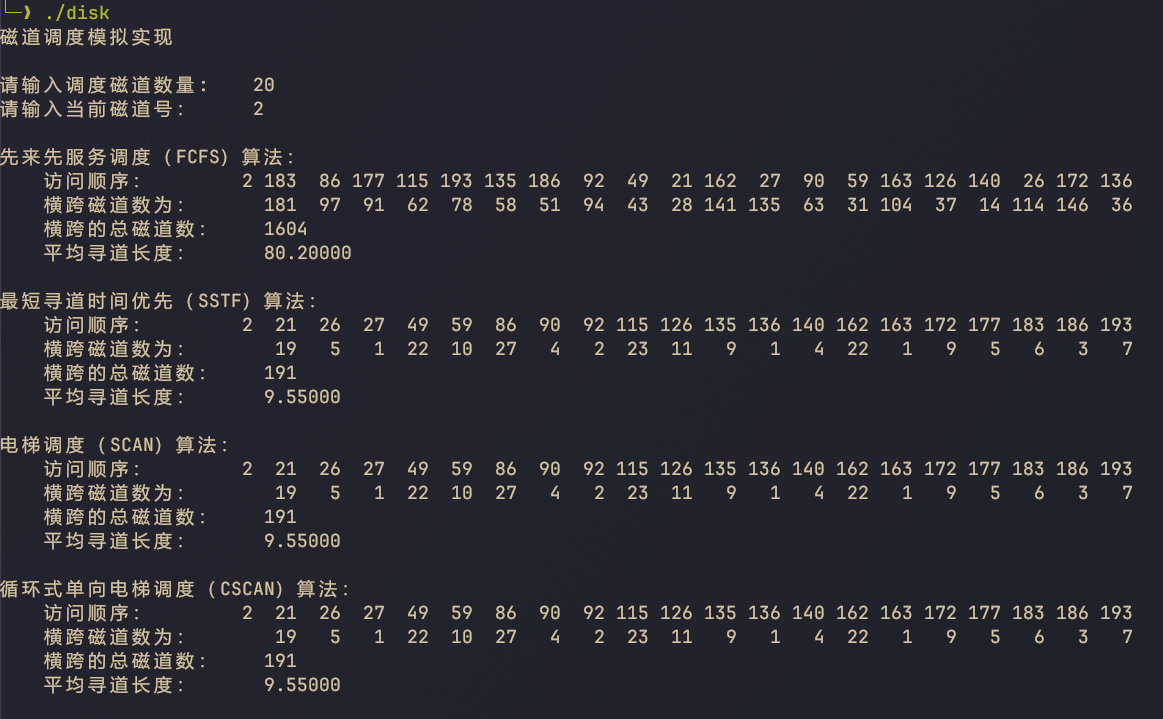 └─❯ ./disk
磁道调度模拟实现
请输入调度磁道数量: 20
请输入当前磁道号: 2
先来先服务调度 (FCFS) 算法:
访问顺序: 2 183 86 177 115 193 135 186 92 49 21 162 27 90 59 163 126 140 26 172 136
横跨磁道数为: 181 97 91 62 78 58 51 94 43 28 141 135 63 31 104 37 14 114 146 36
横跨的总磁道数: 1604
平均寻道长度: 80.20000
最短寻道时间优先 (SSTF) 算法:
访问顺序: 2 21 26 27 49 59 86 90 92 115 126 135 136 140 162 163 172 177 183 186 193
横跨磁道数为: 19 5 1 22 10 27 4 2 23 11 9 1 4 22 1 9 5 6 3 7
横跨的总磁道数: 191
平均寻道长度: 9.55000
电梯调度 (SCAN) 算法:
访问顺序: 2 21 26 27 49 59 86 90 92 115 126 135 136 140 162 163 172 177 183 186 193
横跨磁道数为: 19 5 1 22 10 27 4 2 23 11 9 1 4 22 1 9 5 6 3 7
横跨的总磁道数: 191
平均寻道长度: 9.55000
循环式单向电梯调度 (CSCAN) 算法:
访问顺序: 2 21 26 27 49 59 86 90 92 115 126 135 136 140 162 163 172 177 183 186 193
横跨磁道数为: 19 5 1 22 10 27 4 2 23 11 9 1 4 22 1 9 5 6 3 7
横跨的总磁道数: 191
平均寻道长度: 9.55000